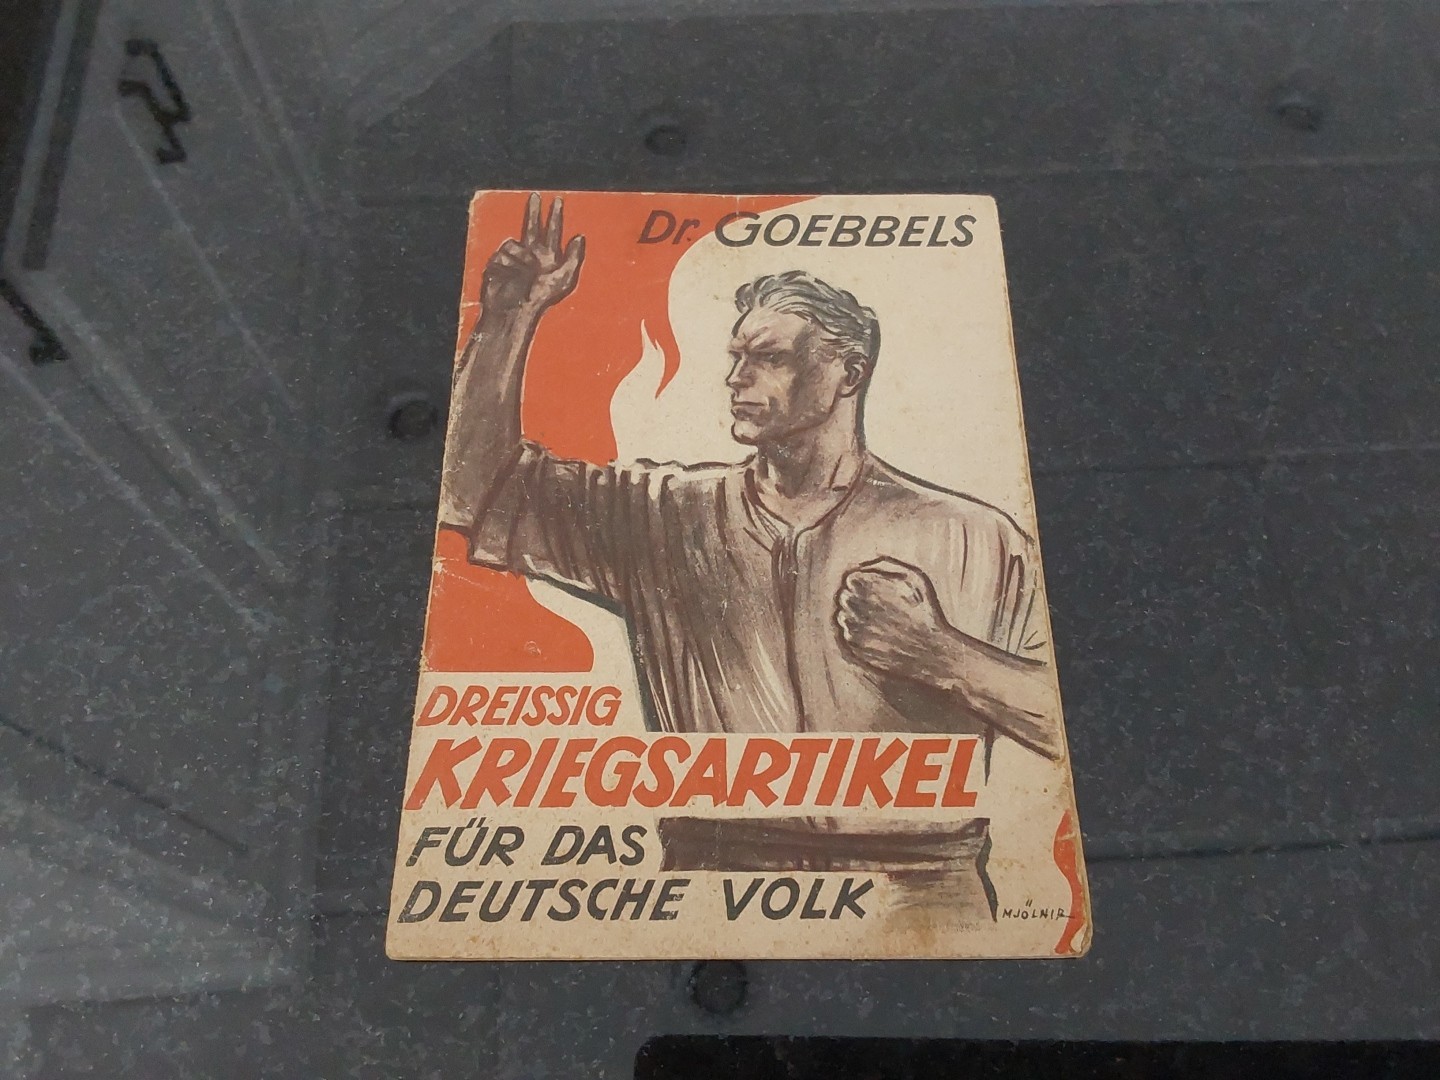 Dr. GOEBBELS
DREISSIG
KRIEGSARTIKEL
FÜR DAS
DEUTSCHE VOLK
MJÖLNIR